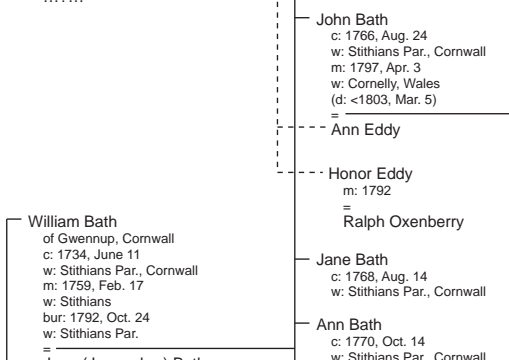 John Bath
c: 1766, Aug. 24
w: Stithians Par., Cornwall
m: 1797, Apr. 3
w: Cornelly, Wales
(d: <1803, Mar. 5)
=
Ann Eddy
Honor Eddy
m: 1792
=
Ralph Oxenberry
William Bath
of Gwennup, Cornwall
c: 1734, June 11
w: Stithians Par., Cornwall
m: 1759, Feb. 17
w: Stithians
bur: 1792, Oct. 24
w: Stithians Par.
=
Jane Bath
c: 1768, Aug. 14
w: Stithians Par., Cornwall
Ann Bath
c: 1770, Oct. 14
w: Stithians Par., Cornwall